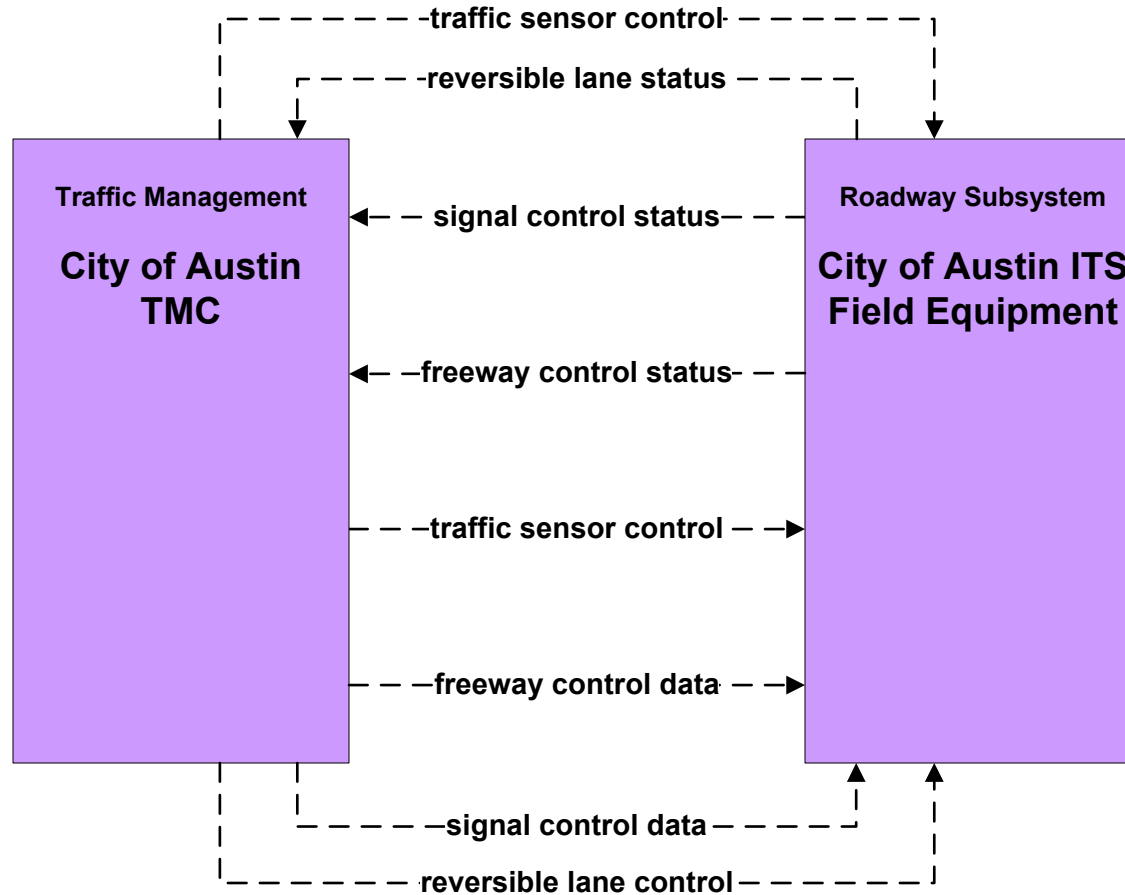 traffic sensor control
reversible lane status
Traffic Management
City of Austin
TMC
Roadway Subsystem
City of Austin ITS
Field Equipment
signal control status
freeway control status
traffic sensor control
freeway control data
signal control data
reversible lane control